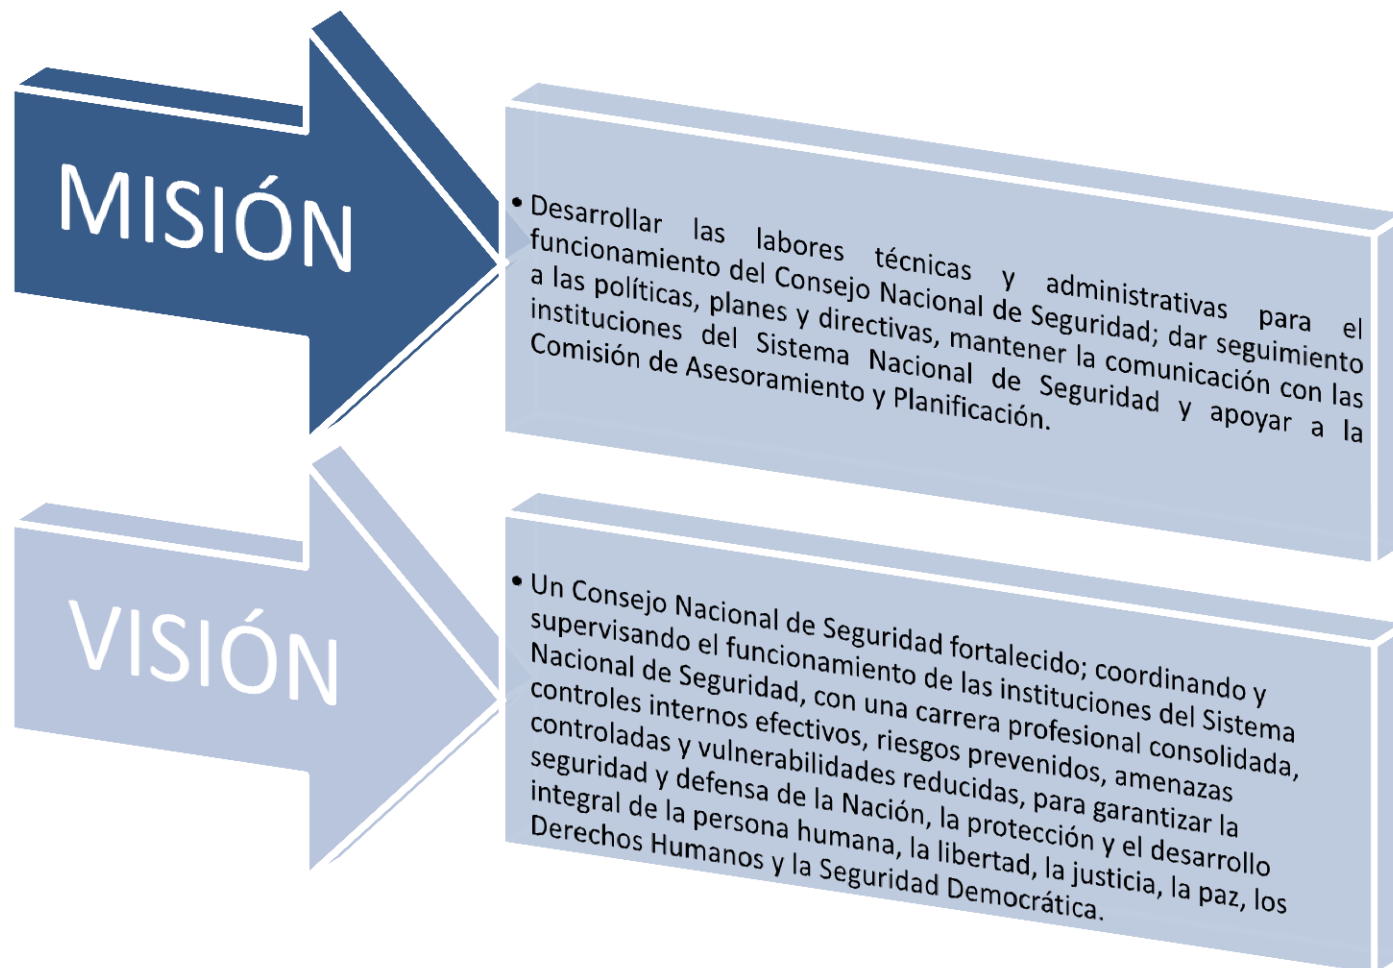 MISIÓN
• Desarrollar las labores técnicas y administrativas para el
funcionamiento del Consejo Nacional de Seguridad; dar seguimiento
a las políticas, planes y directivas, mantener la comunicación con las
instituciones del Sistema Nacional de Seguridad y apoyar a la
Comisión de Asesoramiento y Planificación.
VISIÓN
• Un Consejo Nacional de Seguridad fortalecido; coordinando y
supervisando el funcionamiento de las instituciones del Sistema
Nacional de Seguridad, con una carrera profesional consolidada,
controles internos efectivos, riesgos prevenidos, amenazas
controladas y vulnerabilidades reducidas, para garantizar la
seguridad y defensa de la Nación, la protección y el desarrollo
integral de la persona humana, la libertad, la justicia, la paz, los
Derechos Humanos y la Seguridad Democrática.